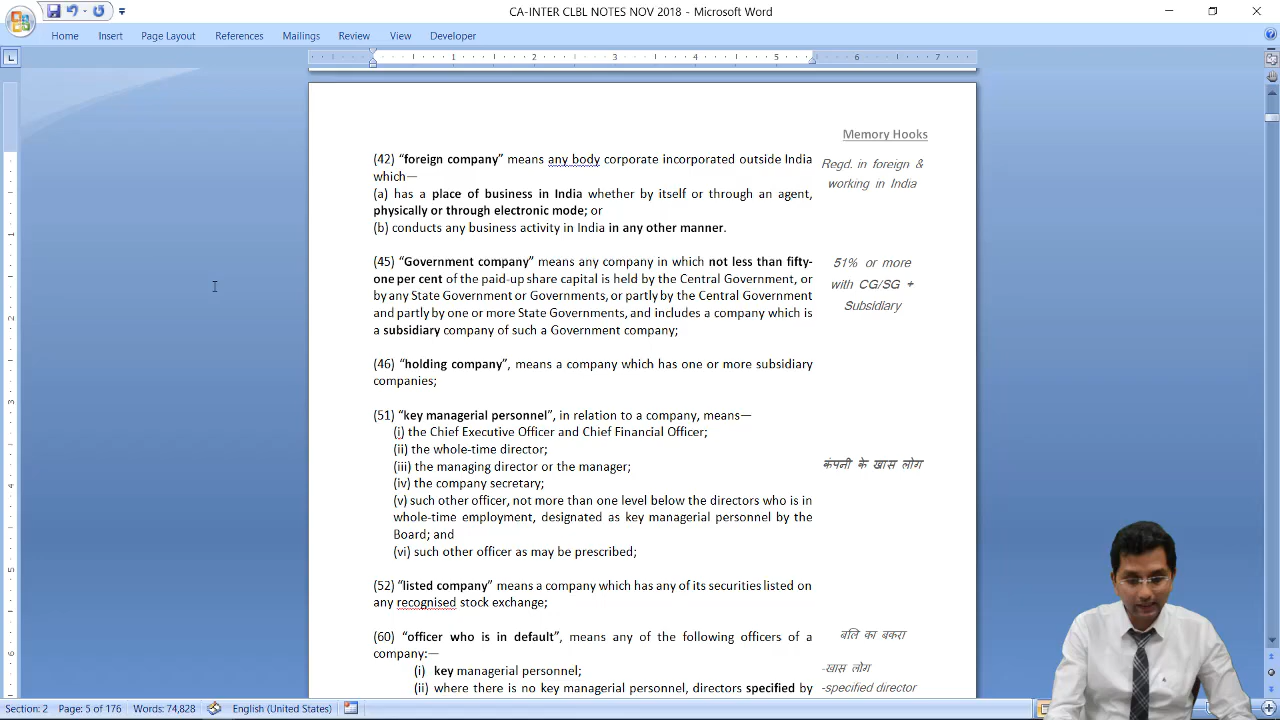 CA-INTER CLBL NOTES NOV 2018 - Microsoft Word
Home Insert Page Layout References Mailings Review View Developer
1 2 3 4 5 6 7
Memory Hooks
(42) “foreign company” means any body corporate incorporated outside India
which—
(a) has a place of business in India whether by itself or through an agent,
physically or through electronic mode; or
(b) conducts any business activity in India in any other manner.
Regd. in foreign &
working in India
(45) “Government company” means any company in which not less than fifty-
one per cent of the paid-up share capital is held by the Central Government, or
by any State Government or Governments, or partly by the Central Government
and partly by one or more State Governments, and includes a company which is
a subsidiary company of such a Government company;
51% or more
with CG/SG +
Subsidiary
(46) “holding company”, means a company which has one or more subsidiary
companies;
(51) “key managerial personnel”, in relation to a company, means—
(i) the Chief Executive Officer and Chief Financial Officer;
(ii) the whole-time director;
(iii) the managing director or the manager;
(iv) the company secretary;
(v) such other officer, not more than one level below the directors who is in
whole-time employment, designated as key managerial personnel by the
Board; and
(vi) such other officer as may be prescribed;
कंपनी के खास लोग
(52) “listed company” means a company which has any of its securities listed on
any recognised stock exchange;
(60) “officer who is in default”, means any of the following officers of a
company:—
(i) key managerial personnel;
(ii) where there is no key managerial personnel, directors specified by
बलि का बकरा
-खास लोग
-specified director
1
2
3
4
5
6
Section: 2 Page: 5 of 176 Words: 74,828 English (United States)